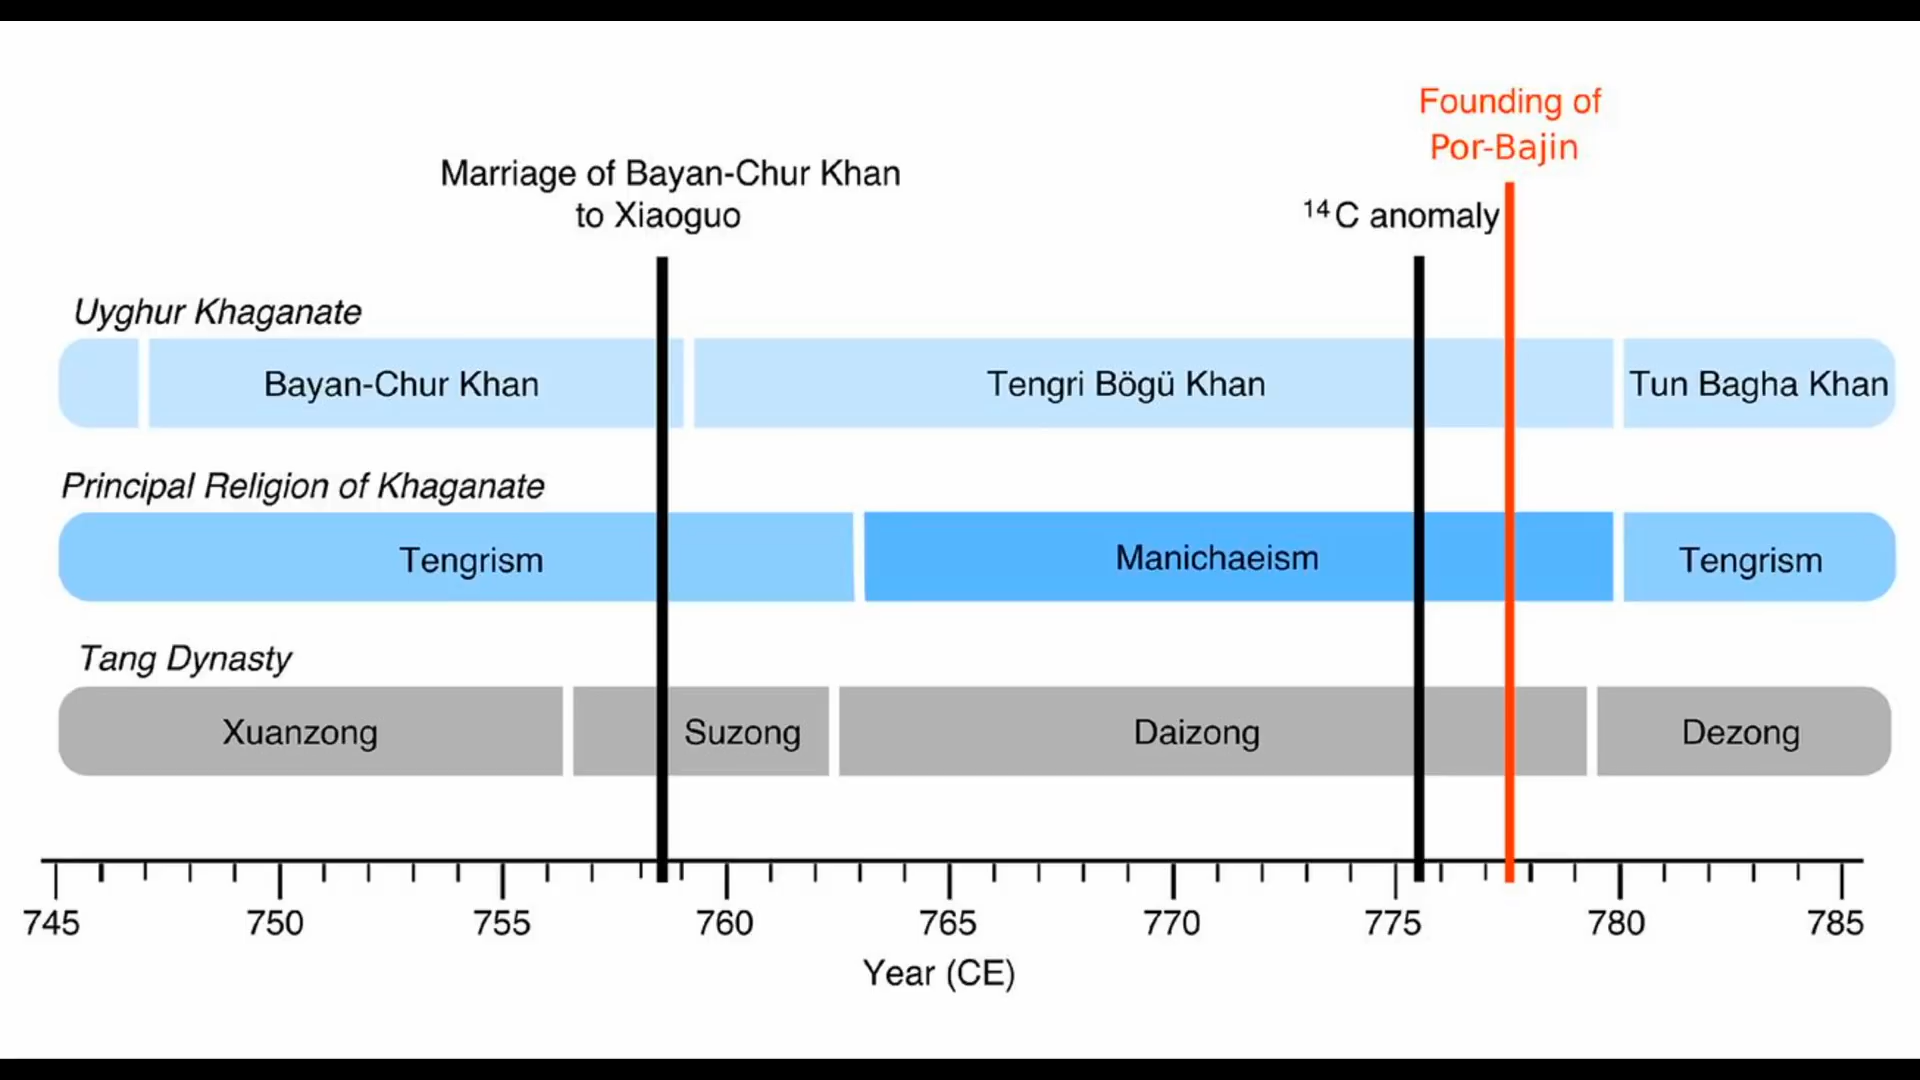 Founding of
Por-Bajin
Marriage of Bayan-Chur Khan
to Xiaoguo
¹⁴C anomaly
Uyghur Khaganate
Bayan-Chur Khan
Tengri Bögü Khan
Tun Bagha Khan
Principal Religion of Khaganate
Tengrism
Manichaeism
Tengrism
Tang Dynasty
Xuanzong
Suzong
Daizong
Dezong
745 750 755 760 765 770 775 780 785
Year (CE)